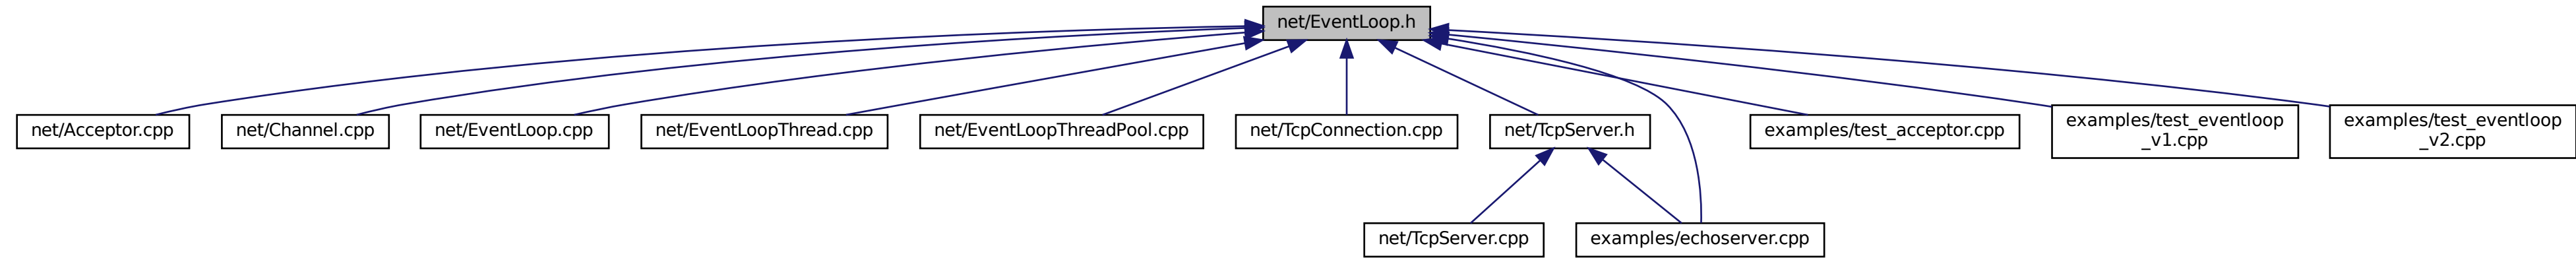 net/EventLoop.h
net/Acceptor.cpp
net/Channel.cpp
net/EventLoop.cpp
net/EventLoopThread.cpp
net/EventLoopThreadPool.cpp
net/TcpConnection.cpp
net/TcpServer.h
examples/test_acceptor.cpp
examples/test_eventloop
_v1.cpp
examples/test_eventloop
_v2.cpp
net/TcpServer.cpp
examples/echoserver.cpp